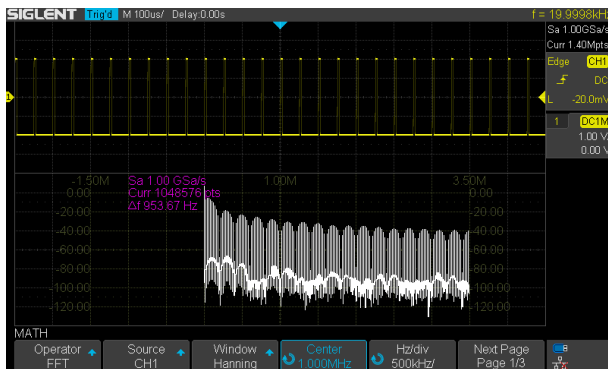 SIGLENT Trig'd M 100us/ Delay:0.00s f = 19.9998kHz
Sa 1.00GSa/s
Curr 1.40Mpts
Edge CH1
DC
L -20.0mV
1 DC1M
1.00 V/
0.00 V
1
-1.50M 1.00M 3.50M
Sa 1.00 GSa/s
Curr 1048576 pts
Δf 953.67 Hz
0.00 0.00
-20.00 -20.00
-40.00 -40.00
-60.00 -60.00
-80.00 -80.00
-100.00 -100.00
-120.00 -120.00
MATH
Operator Source Window Center Hz/div Next Page
FFT CH1 Hanning 1.000MHz 500kHz/ Page 1/3